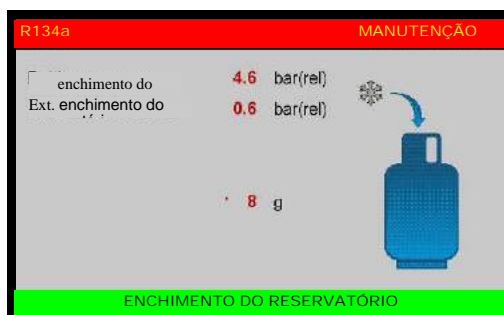 R134a MANUTENÇÃO
enchimento do 4.6 bar(rel)
Ext. enchimento do 0.6 bar(rel)
8 g
ENCHIMENTO DO RESERVATÓRIO